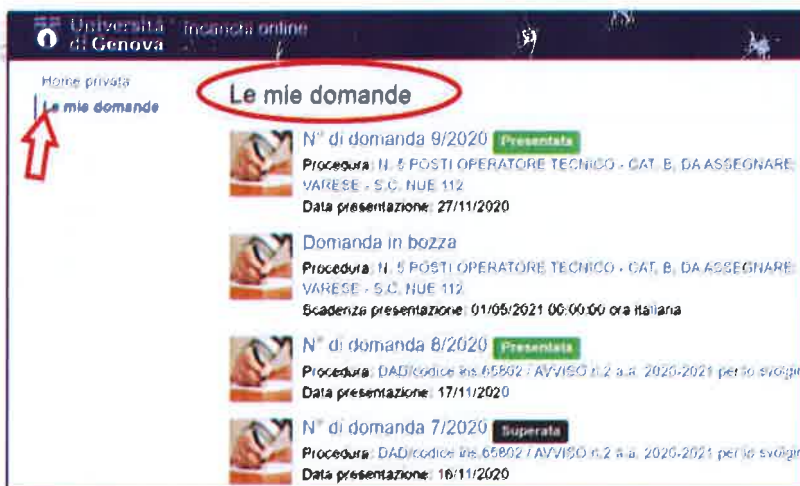 Università di Genova
Incarichi online
Home privata
Le mie domande
Le mie domande
N° di domanda 9/2020 Presentata
Procedura: N. 5 POSTI OPERATORE TECNICO - CAT. B, DA ASSEGNARE:
VARESE - S.C. NUE 112
Data presentazione: 27/11/2020
Domanda in bozza
Procedura: N. 5 POSTI OPERATORE TECNICO - CAT. B, DA ASSEGNARE:
VARESE - S.C. NUE 112
Scadenza presentazione: 01/05/2021 00:00:00 ora italiana
N° di domanda 8/2020 Presentata
Procedura: DAD/codice ins.65802 / AVVISO n.2 a.a. 2020-2021 per lo svolgim
Data presentazione: 17/11/2020
N° di domanda 7/2020 Superata
Procedura: DAD/codice ins.65802 / AVVISO n.2 a.a. 2020-2021 per lo svolgim
Data presentazione: 16/11/2020